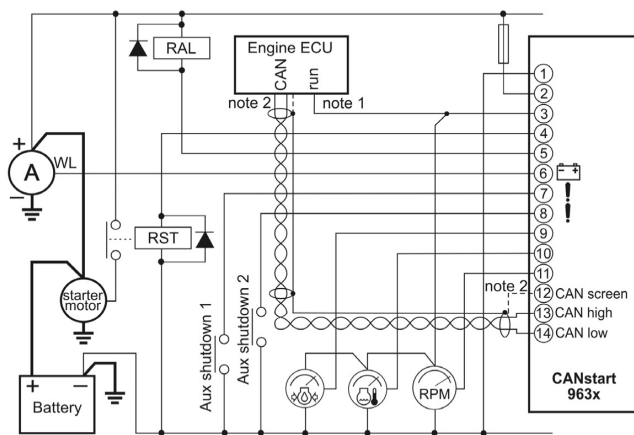 RAL
Engine ECU
CAN
run
note 2
note 1
1
2
3
4
5
6
7
8
9
10
11
12
13
14
- +
!
!
+
A
WL
−
RST
starter
motor
Aux shutdown 1
Aux shutdown 2
note 2
CAN screen
CAN high
CAN low
+ −
Battery
RPM
CANstart
963x